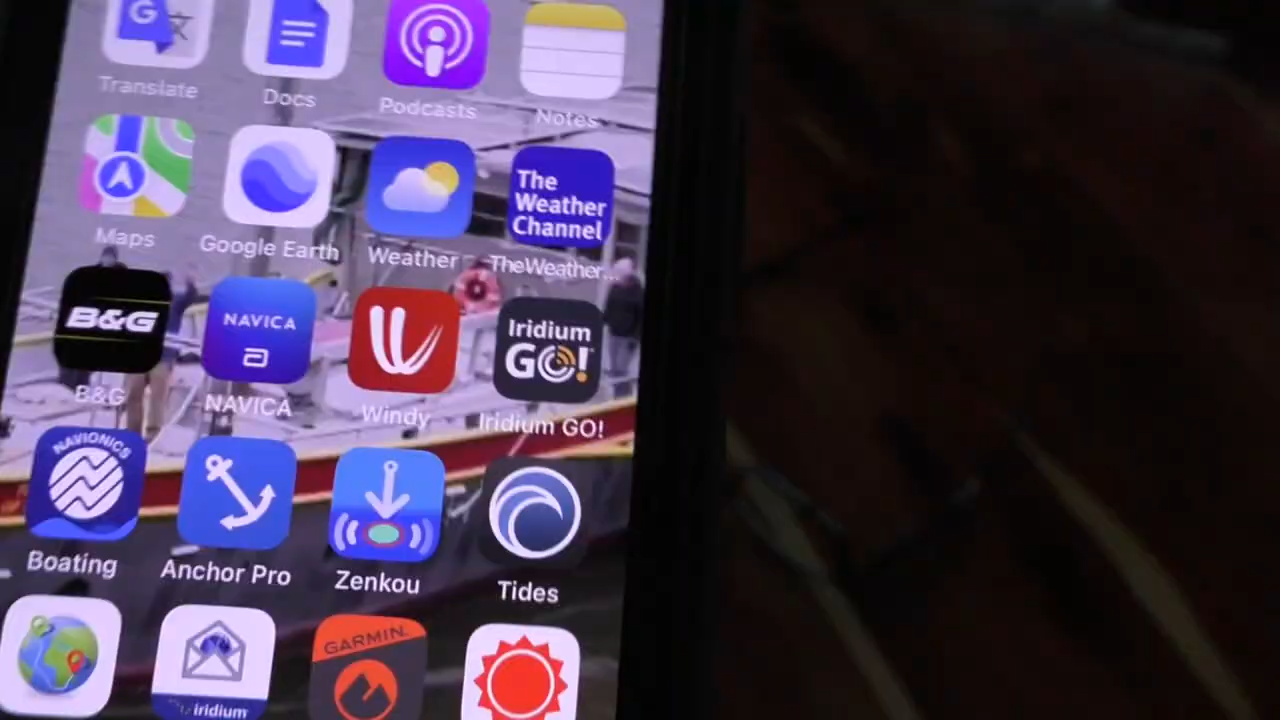 G
Translate
Docs
Podcasts
Notes
The
Weather
Channel
Maps
Google Earth
Weather
TheWeather...
B&G
NAVICA
Iridium
GO!
B&G
NAVICA
Windy
Iridium GO!
NAVIONICS
Boating
Anchor Pro
Zenkou
Tides
iridium
GARMIN